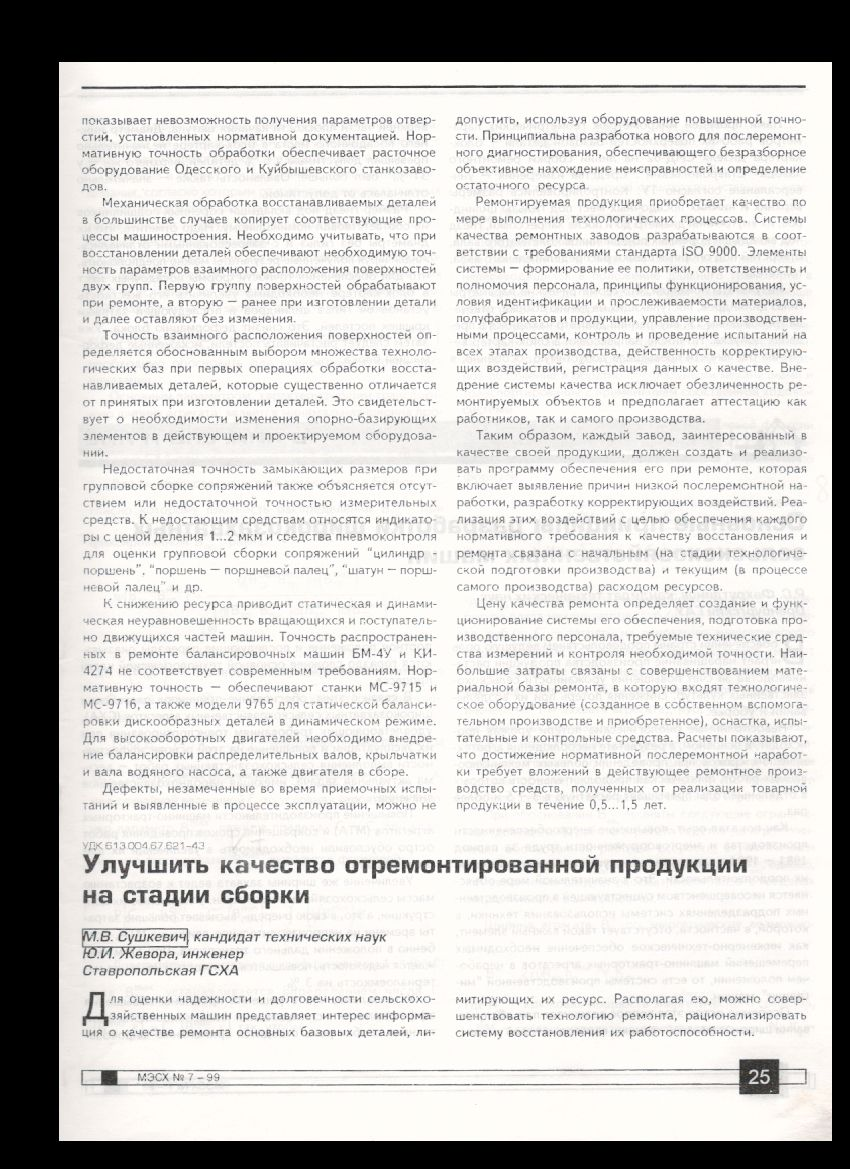 показывает невозможность получения параметров отвер-
стий, установленных нормативной документацией. Нор-
мативную точность обработки обеспечивает расточное
оборудование Одесского и Куйбышевского станкозаво-
дов.
Механическая обработка восстанавливаемых деталей
в большинстве случаев копирует соответствующие про-
цессы машиностроения. Необходимо учитывать, что при
восстановлении деталей обеспечивают необходимую точ-
ность параметров взаимного расположения поверхностей
двух групп. Первую группу поверхностей обрабатывают
при ремонте, а вторую — ранее при изготовлении детали
и далее оставляют без изменения.
Точность взаимного расположения поверхностей оп-
ределяется обоснованным выбором множества техноло-
гических баз при первых операциях обработки восста-
навливаемых деталей, которые существенно отличается
от принятых при изготовлении деталей. Это свидетельст-
вует о необходимости изменения опорно-базирующих
элементов в действующем и проектируемом оборудова-
нии.
Недостаточная точность замыкающих размеров при
групповой сборке сопряжений также объясняется отсут-
ствием или недостаточной точностью измерительных
средств. К недостающим средствам относят индикато-
ры с ценой деления 1...2 мкм и средства пневмоконтроля
для оценки групповой сборки сопряжений "цилиндр —
поршень", "поршень — поршневой палец", "шатун — порш-
невой палец" и др.
К снижению ресурса приводит статическая и динами-
ческая неуравновешенность вращающихся и поступатель-
но движущихся частей машин. Точность распространен-
ных в ремонте балансировочных машин БМ-4У и КИ-
4274 не соответствует современным требованиям. Нор-
мативную точность — обеспечивают станки МС-9715 и
МС-9716, а также модели 9765 для статической баланси-
ровки дискообразных деталей в динамическом режиме.
Для высокооборотных двигателей необходимо внедре-
ние балансировки распределительных валов, крыльчатки
и вала водяного насоса, а также двигателя в сборе.
Дефекты, незамеченные во время приемочных испы-
таний и выявленные в процессе эксплуатации, можно не
допустить, используя оборудование повышенной точно-
сти. Принципиальна разработка нового для послеремонт-
ного диагностирования, обеспечивающего безразборное
объективное нахождение неисправностей и определение
остаточного ресурса.
Ремонтируемая продукция приобретает качество по
мере выполнения технологических процессов. Системы
качества ремонтных заводов разрабатываются в соот-
ветствии с требованиями стандарта ISO 9000. Элементы
системы — формирование ее политики, ответственность и
полномочия персонала, принципы функционирования, ус-
ловия идентификации и прослеживаемости материалов,
полуфабрикатов и продукции, управление производствен-
ными процессами, контроль и проведение испытаний на
всех этапах производства, действенность корректирую-
щих воздействий, регистрация данных о качестве. Вне-
дрение системы качества исключает обезличенность ре-
монтируемых объектов и предполагает аттестацию как
работников, так и самого производства.
Таким образом, каждый завод, заинтересованный в
качестве своей продукции, должен создать и реализо-
вать программу обеспечения его при ремонте, которая
включает выявление причин низкой послеремонтной на-
работки, разработку корректирующих воздействий. Реа-
лизация этих воздействий с целью обеспечения каждого
нормативного требования к качеству восстановления и
ремонта связана с начальным (на стадии технологиче-
ской подготовки производства) и текущим (в процессе
самого производства) расходом ресурсов.
Цену качества ремонта определяет создание и функ-
ционирование системы его обеспечения, подготовка про-
изводственного персонала, требуемые технические сред-
ства измерений и контроля необходимой точности. Наи-
большие затраты связаны с совершенствованием мате-
риальной базы ремонта, в которую входят технологиче-
ское оборудование (созданное в собственном вспомога-
тельном производстве и приобретенное), оснастка, испы-
тательные и контрольные средства. Расчеты показывают,
что достижение нормативной послеремонтной наработ-
ки требует вложений в действующее ремонтное произ-
водство средств, полученных от реализации товарной
продукции в течение 0,5...1,5 лет.
УДК 613.004.67.621–43
Улучшить качество отремонтированной продукции
на стадии сборки
М.В. Сушкевич, кандидат технических наук
Ю.И. Жевора, инженер
Ставропольская ГСХА
Для оценки надежности и долговечности сельскохо-
зяйственных машин представляет интерес информа-
ция о качестве ремонта основных базовых деталей, ли-
митирующих их ресурс. Располагая ею, можно совер-
шенствовать технологию ремонта, рационализировать
систему восстановления их работоспособности.
МЭСХ № 7 – 99
25